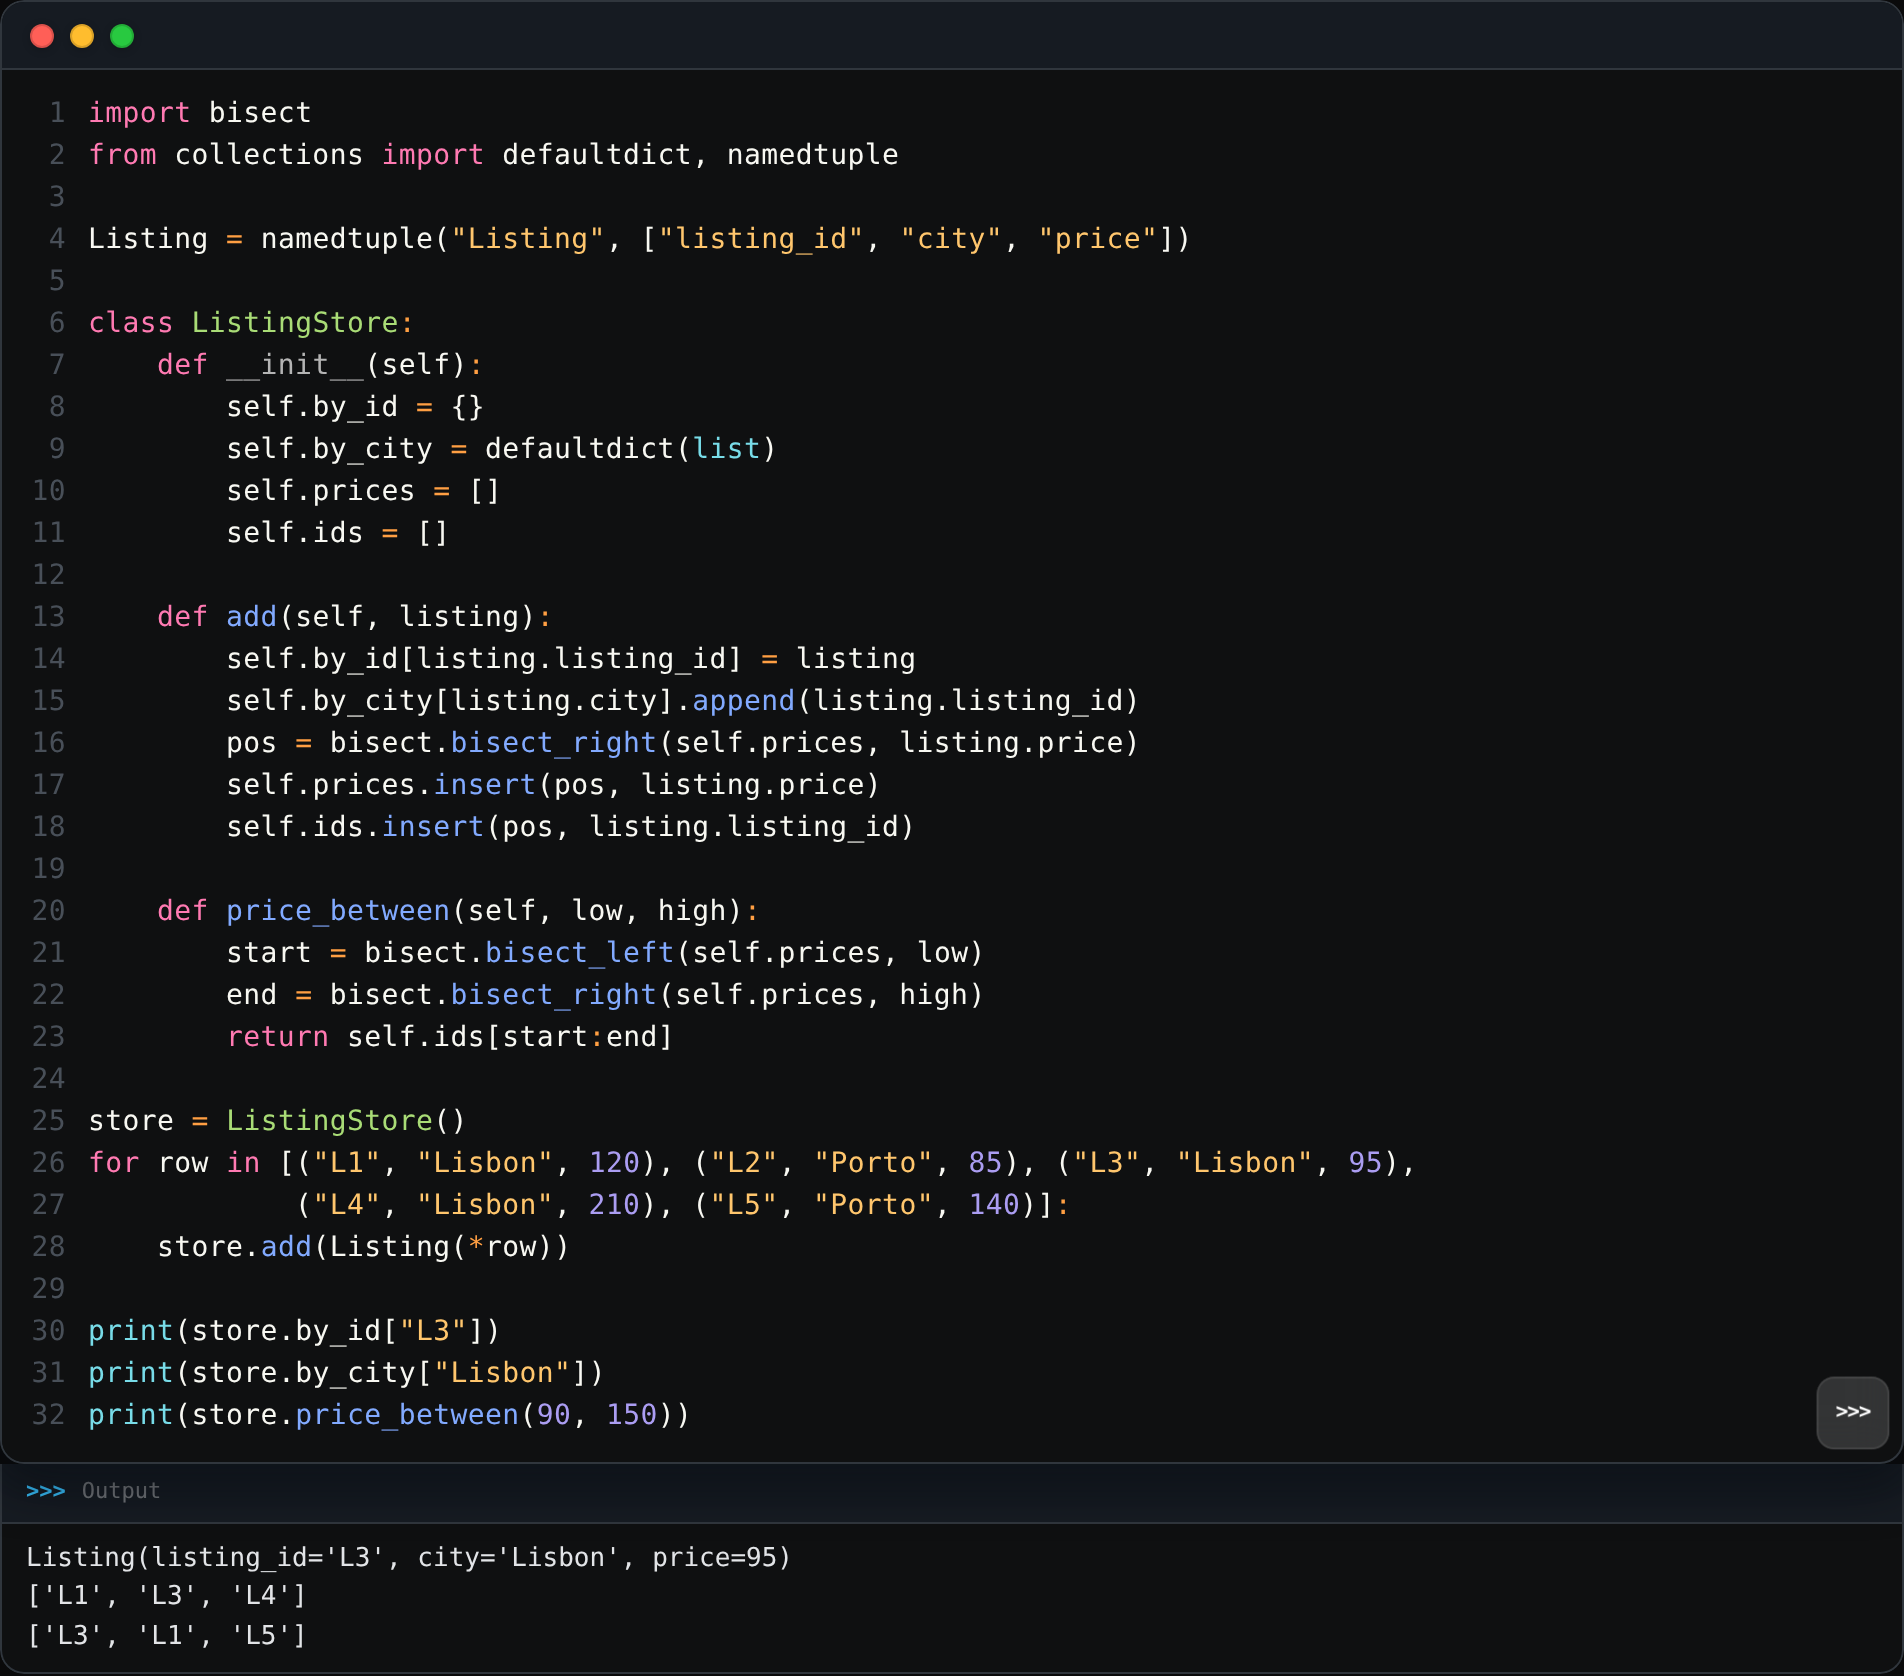 1 import bisect
2 from collections import defaultdict, namedtuple
3
4 Listing = namedtuple("Listing", ["listing_id", "city", "price"])
5
6 class ListingStore:
7     def __init__(self):
8         self.by_id = {}
9         self.by_city = defaultdict(list)
10         self.prices = []
11         self.ids = []
12
13     def add(self, listing):
14         self.by_id[listing.listing_id] = listing
15         self.by_city[listing.city].append(listing.listing_id)
16         pos = bisect.bisect_right(self.prices, listing.price)
17         self.prices.insert(pos, listing.price)
18         self.ids.insert(pos, listing.listing_id)
19
20     def price_between(self, low, high):
21         start = bisect.bisect_left(self.prices, low)
22         end = bisect.bisect_right(self.prices, high)
23         return self.ids[start:end]
24
25 store = ListingStore()
26 for row in [("L1", "Lisbon", 120), ("L2", "Porto", 85), ("L3", "Lisbon", 95),
27             ("L4", "Lisbon", 210), ("L5", "Porto", 140)]:
28     store.add(Listing(*row))
29
30 print(store.by_id["L3"])
31 print(store.by_city["Lisbon"])
32 print(store.price_between(90, 150))
>>>
>>> Output
Listing(listing_id='L3', city='Lisbon', price=95)
['L1', 'L3', 'L4']
['L3', 'L1', 'L5']